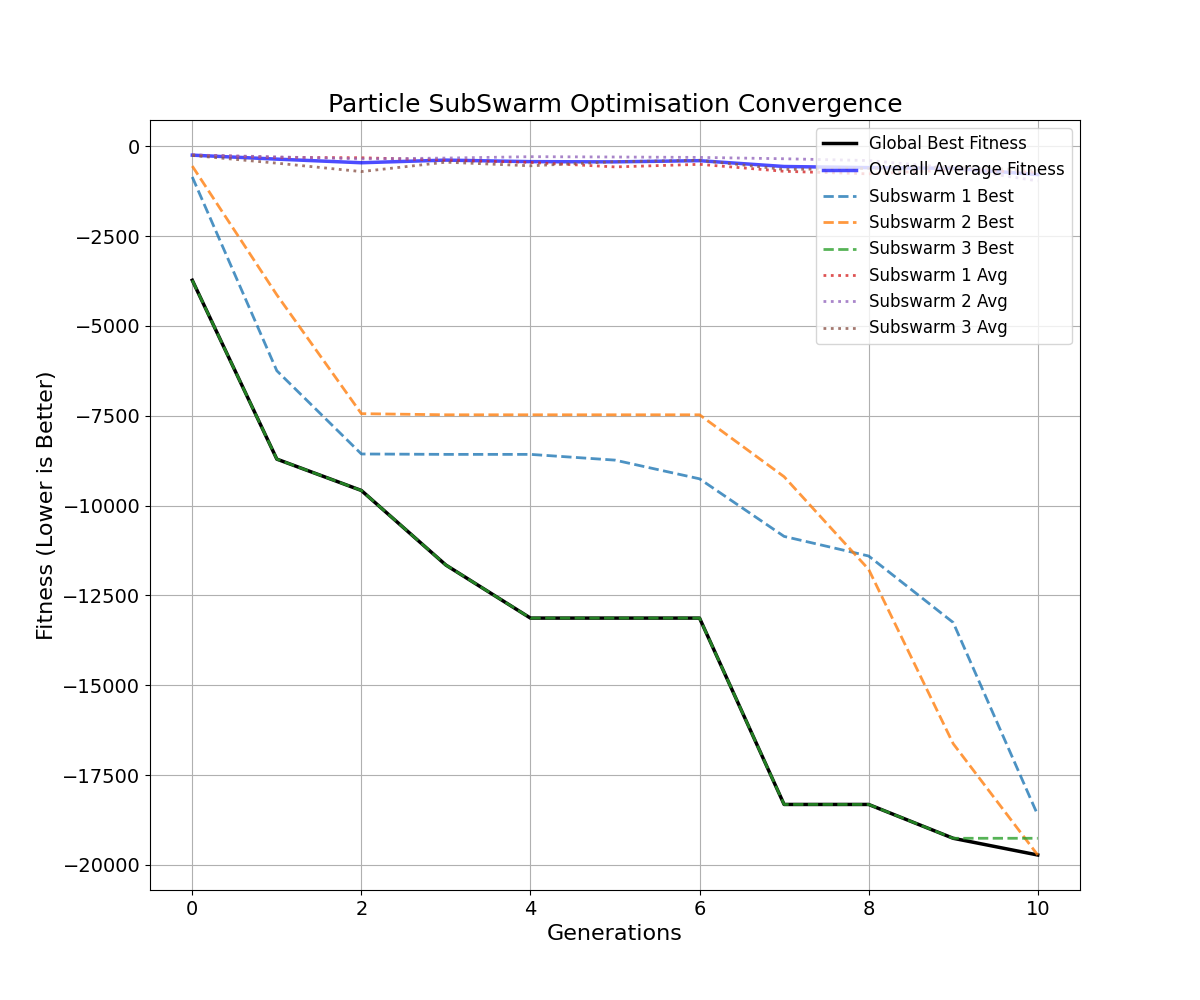 Particle SubSwarm Optimisation Convergence
Fitness (Lower is Better)
0
−2500
−5000
−7500
−10000
−12500
−15000
−17500
−20000
Global Best Fitness
Overall Average Fitness
Subswarm 1 Best
Subswarm 2 Best
Subswarm 3 Best
Subswarm 1 Avg
Subswarm 2 Avg
Subswarm 3 Avg
0 2 4 6 8 10
Generations